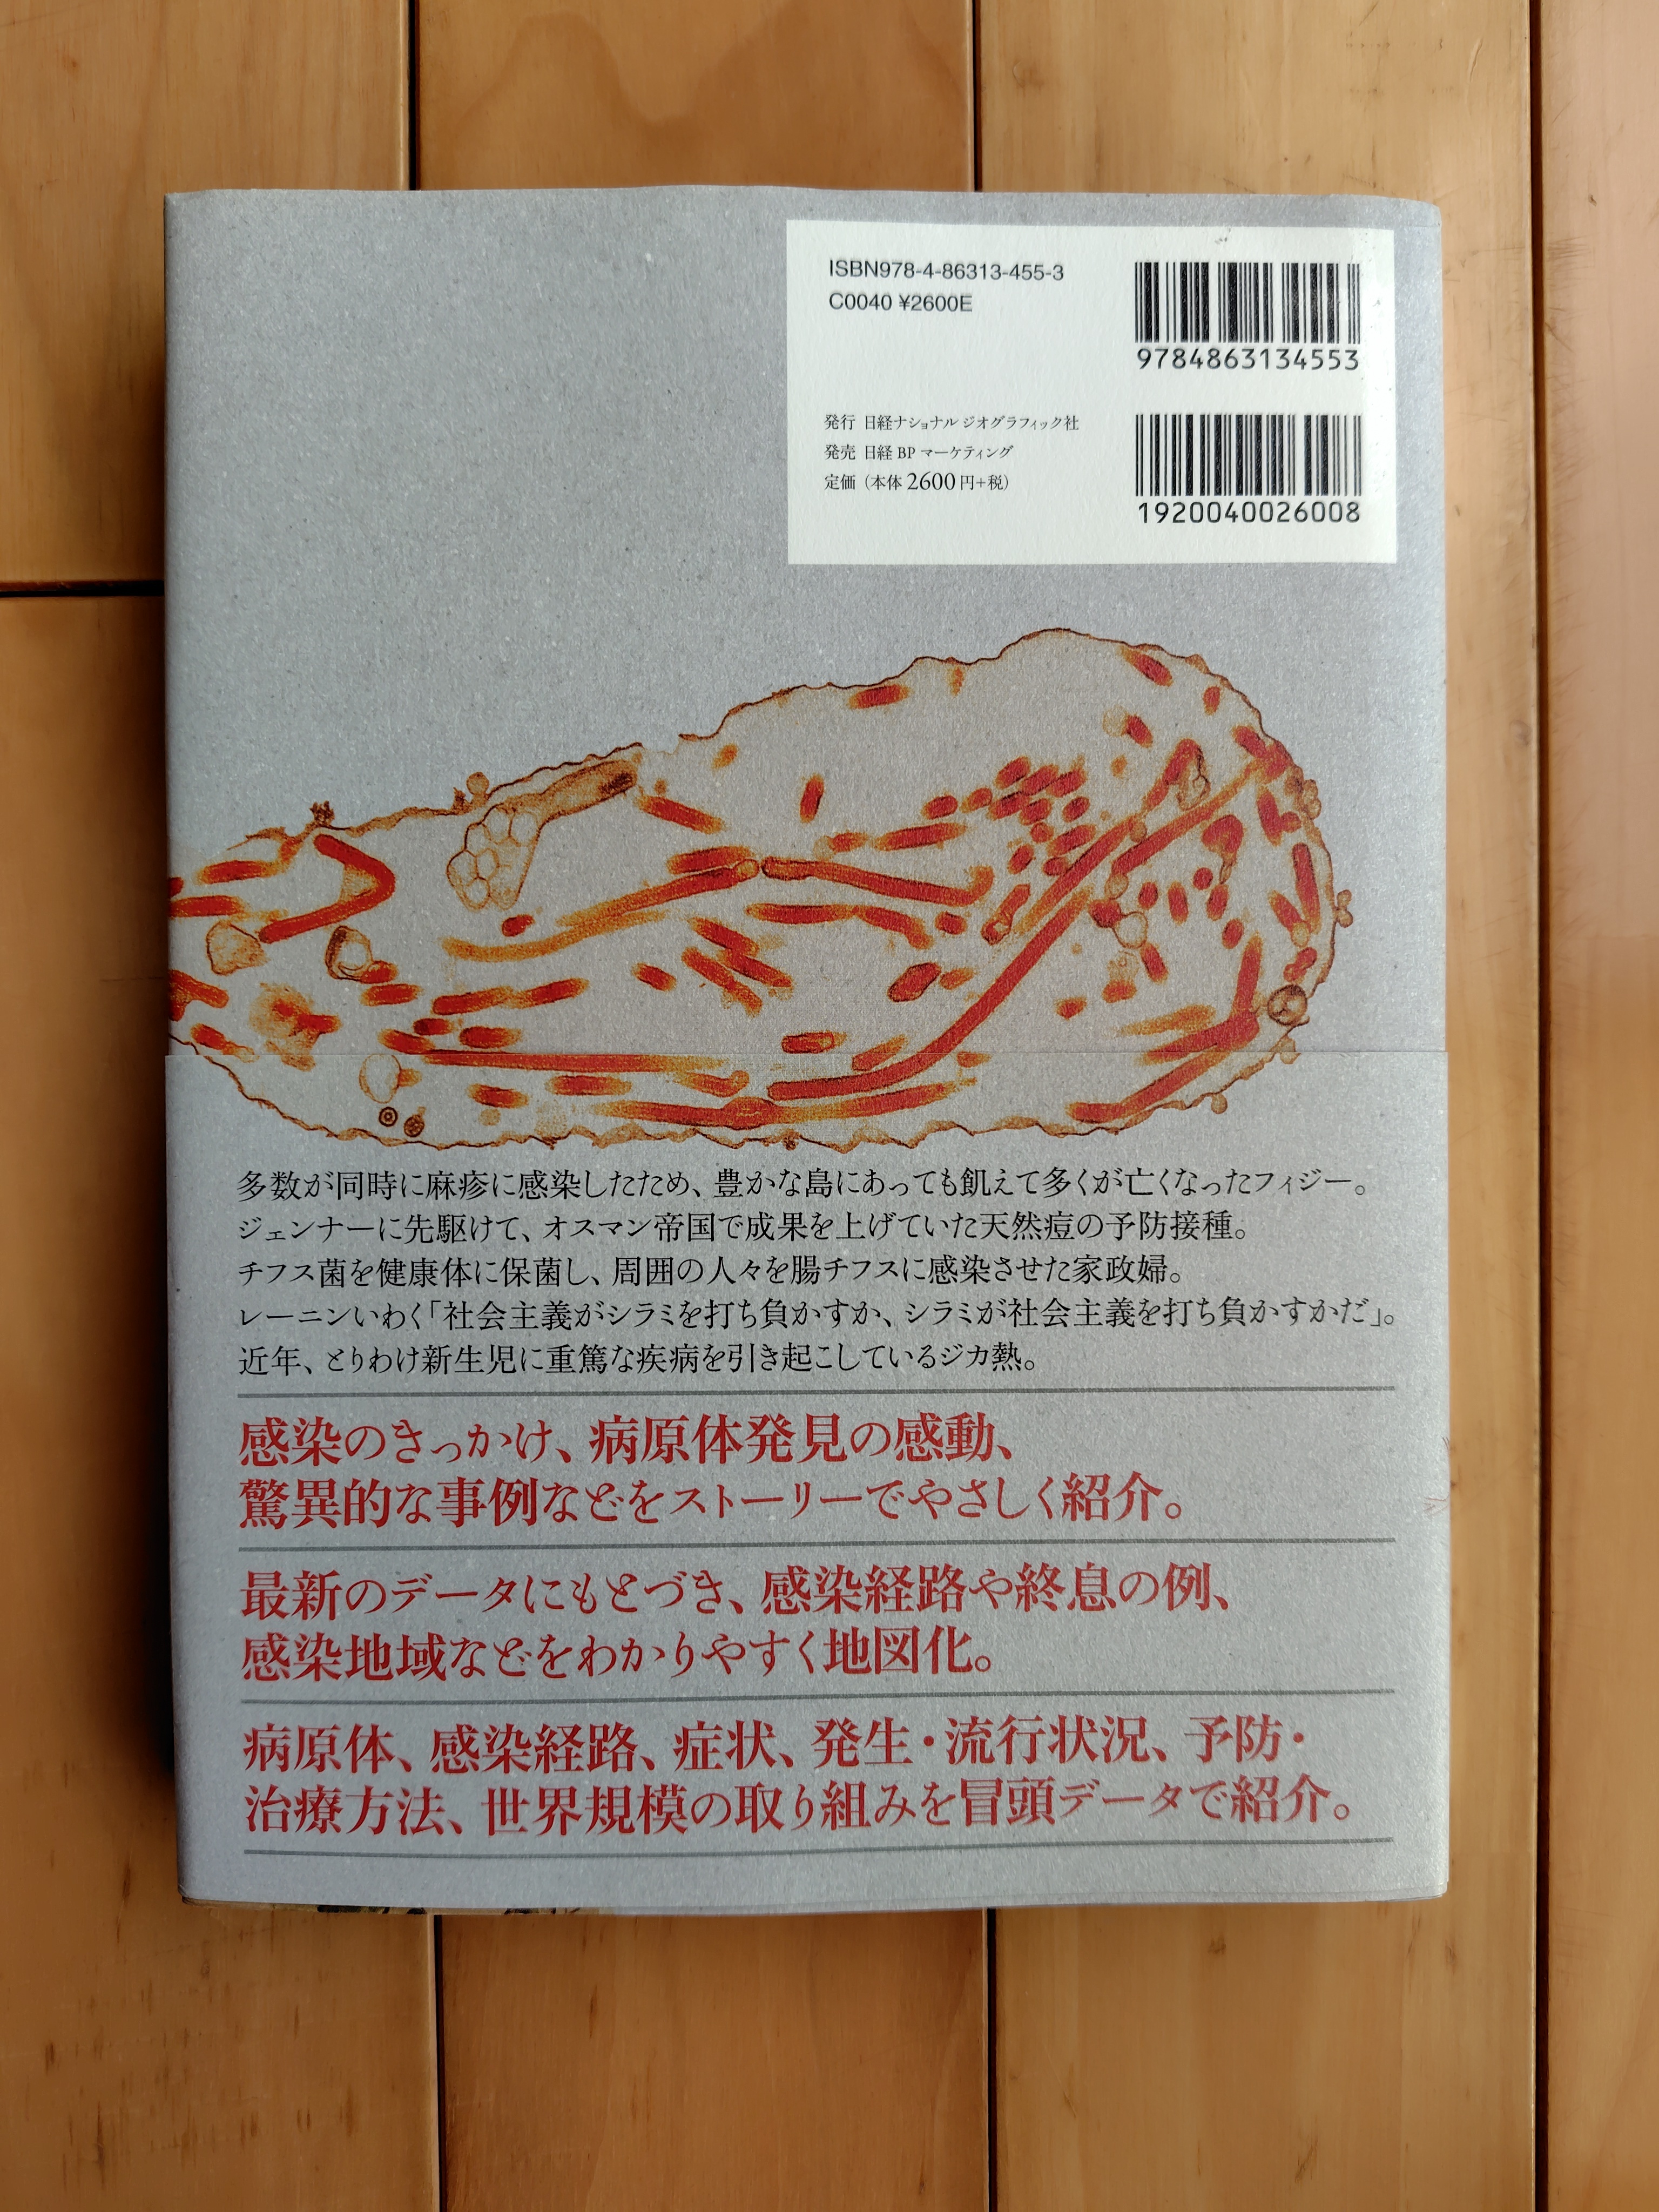 ISBN978-4-86313-455-3
C0040 ¥2600E
9784863134553
発行 日経ナショナル ジオグラフィック社
発売 日経 BP マーケティング
定価（本体 2600 円+税）
1920040026008
多数が同時に麻疹に感染したため、豊かな島にあっても飢えて多くが亡くなったフィジー。
ジェンナーに先駆けて、オスマン帝国で成果を上げていた天然痘の予防接種。
チフス菌を健康体に保菌し、周囲の人々を腸チフスに感染させた家政婦。
レーニンいわく「社会主義がシラミを打ち負かすか、シラミが社会主義を打ち負かすかだ」。
近年、とりわけ新生児に重篤な疾病を引き起こしているジカ熱。
感染のきっかけ、病原体発見の感動、
驚異的な事例などをストーリーでやさしく紹介。
最新のデータにもとづき、感染経路や終息の例、
感染地域などをわかりやすく地図化。
病原体、感染経路、症状、発生・流行状況、予防・
治療方法、世界規模の取り組みを冒頭データで紹介。